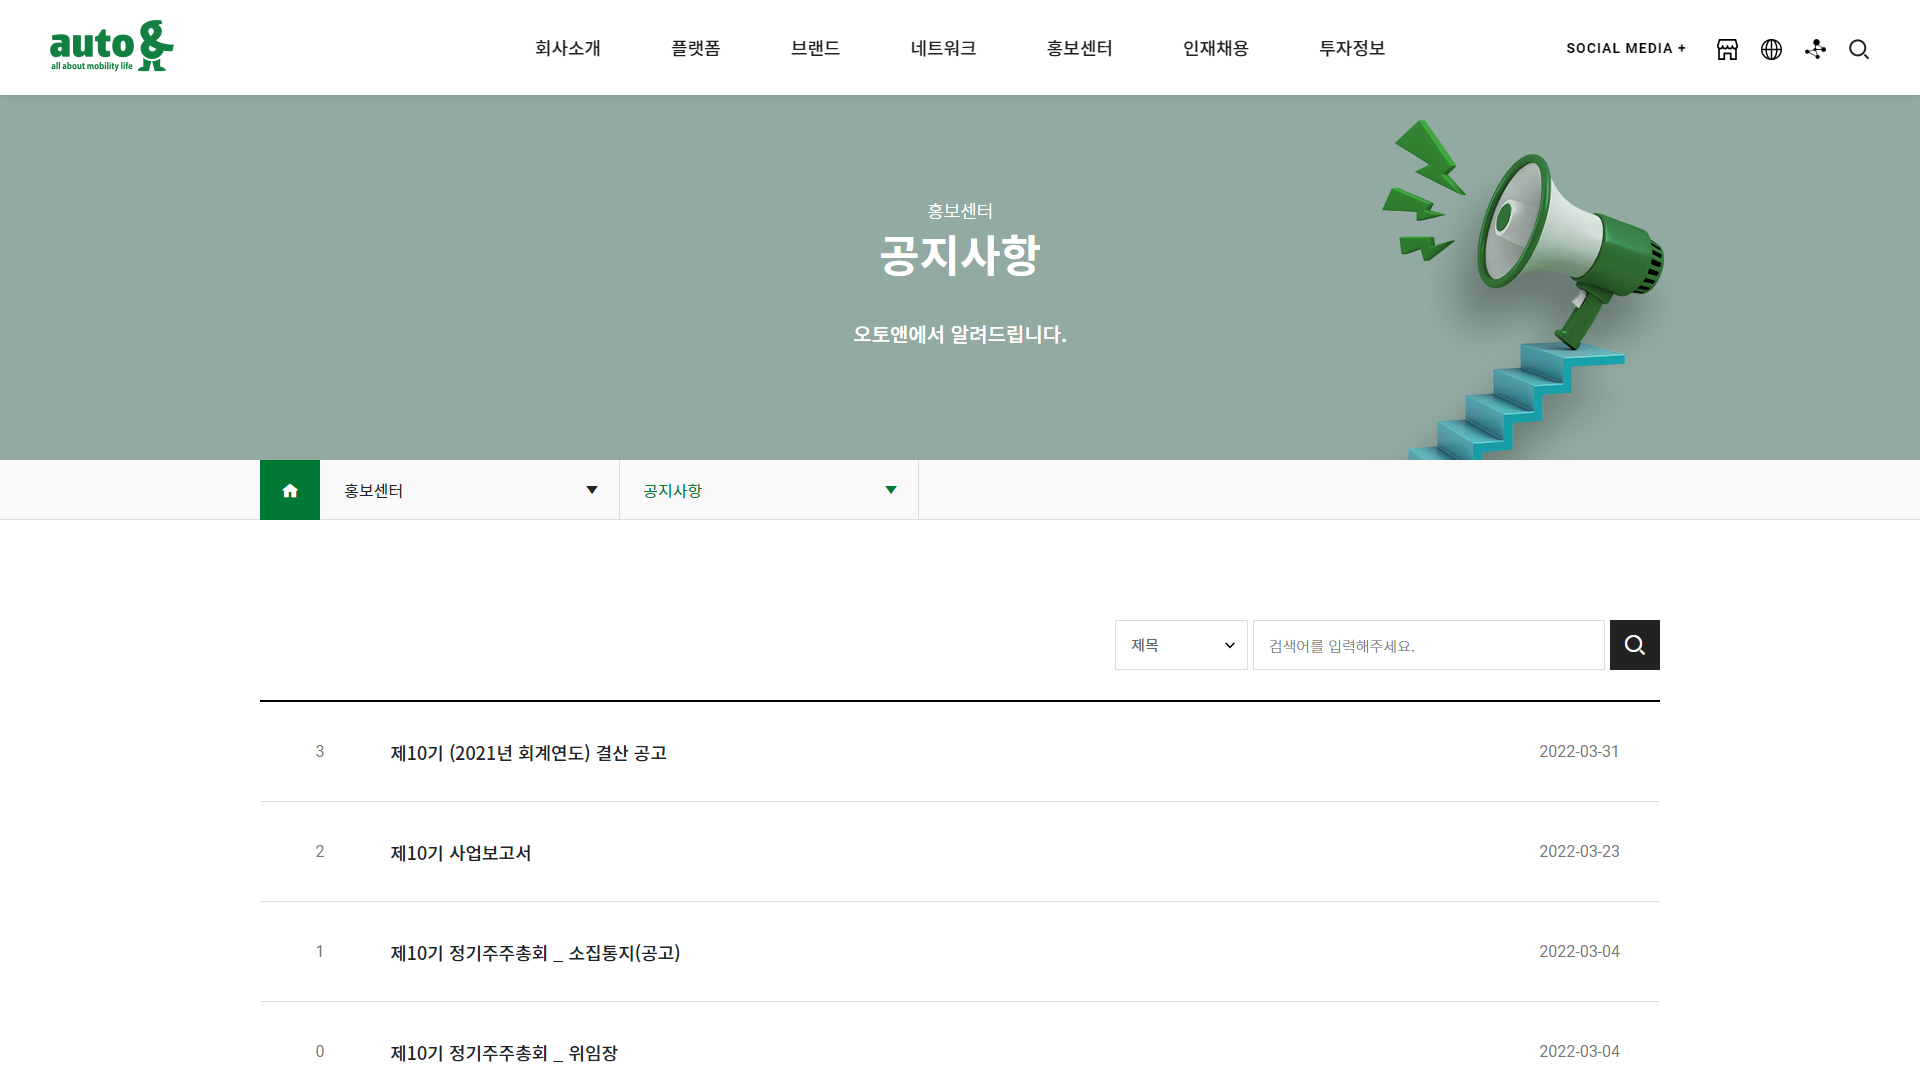 auto &
all about mobility life
회사소개 플랫폼 브랜드 네트워크 홍보센터 인재채용 투자정보
SOCIAL MEDIA +
홍보센터
공지사항
오토앤에서 알려드립니다.
홍보센터 공지사항
제목 검색어를 입력해주세요.
3 제10기 (2021년 회계연도) 결산 공고 2022-03-31
2 제10기 사업보고서 2022-03-23
1 제10기 정기주주총회 _ 소집통지(공고) 2022-03-04
0 제10기 정기주주총회 _ 위임장 2022-03-04